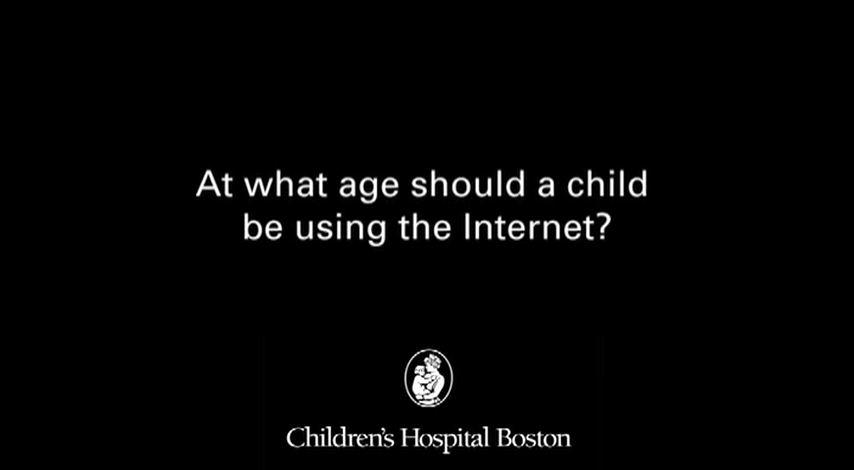 At what age should a child
be using the Internet?
Children's Hospital Boston